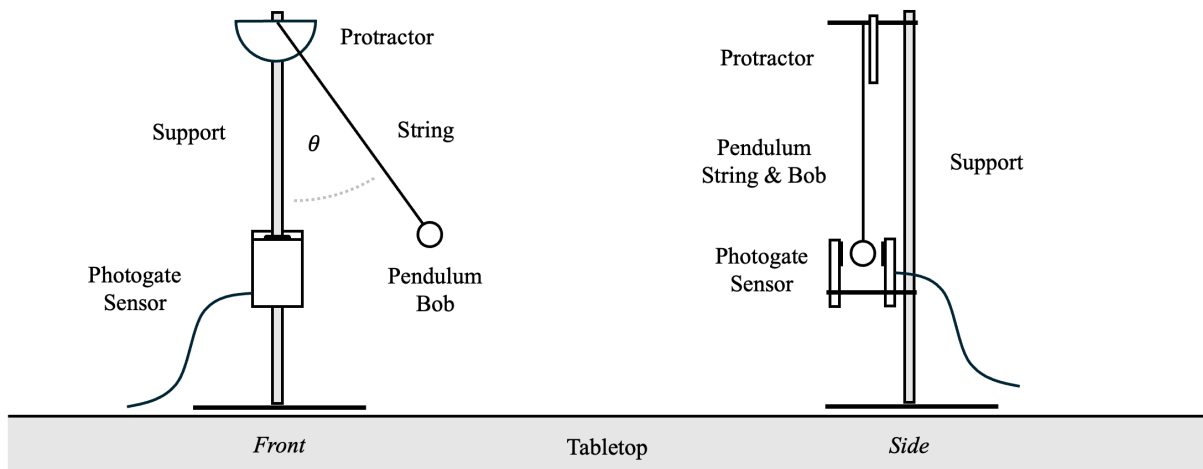 Protractor
Support
θ
String
Photogate
Sensor
Pendulum
Bob
Front
Protractor
Pendulum
String & Bob
Support
Photogate
Sensor
Side
Tabletop